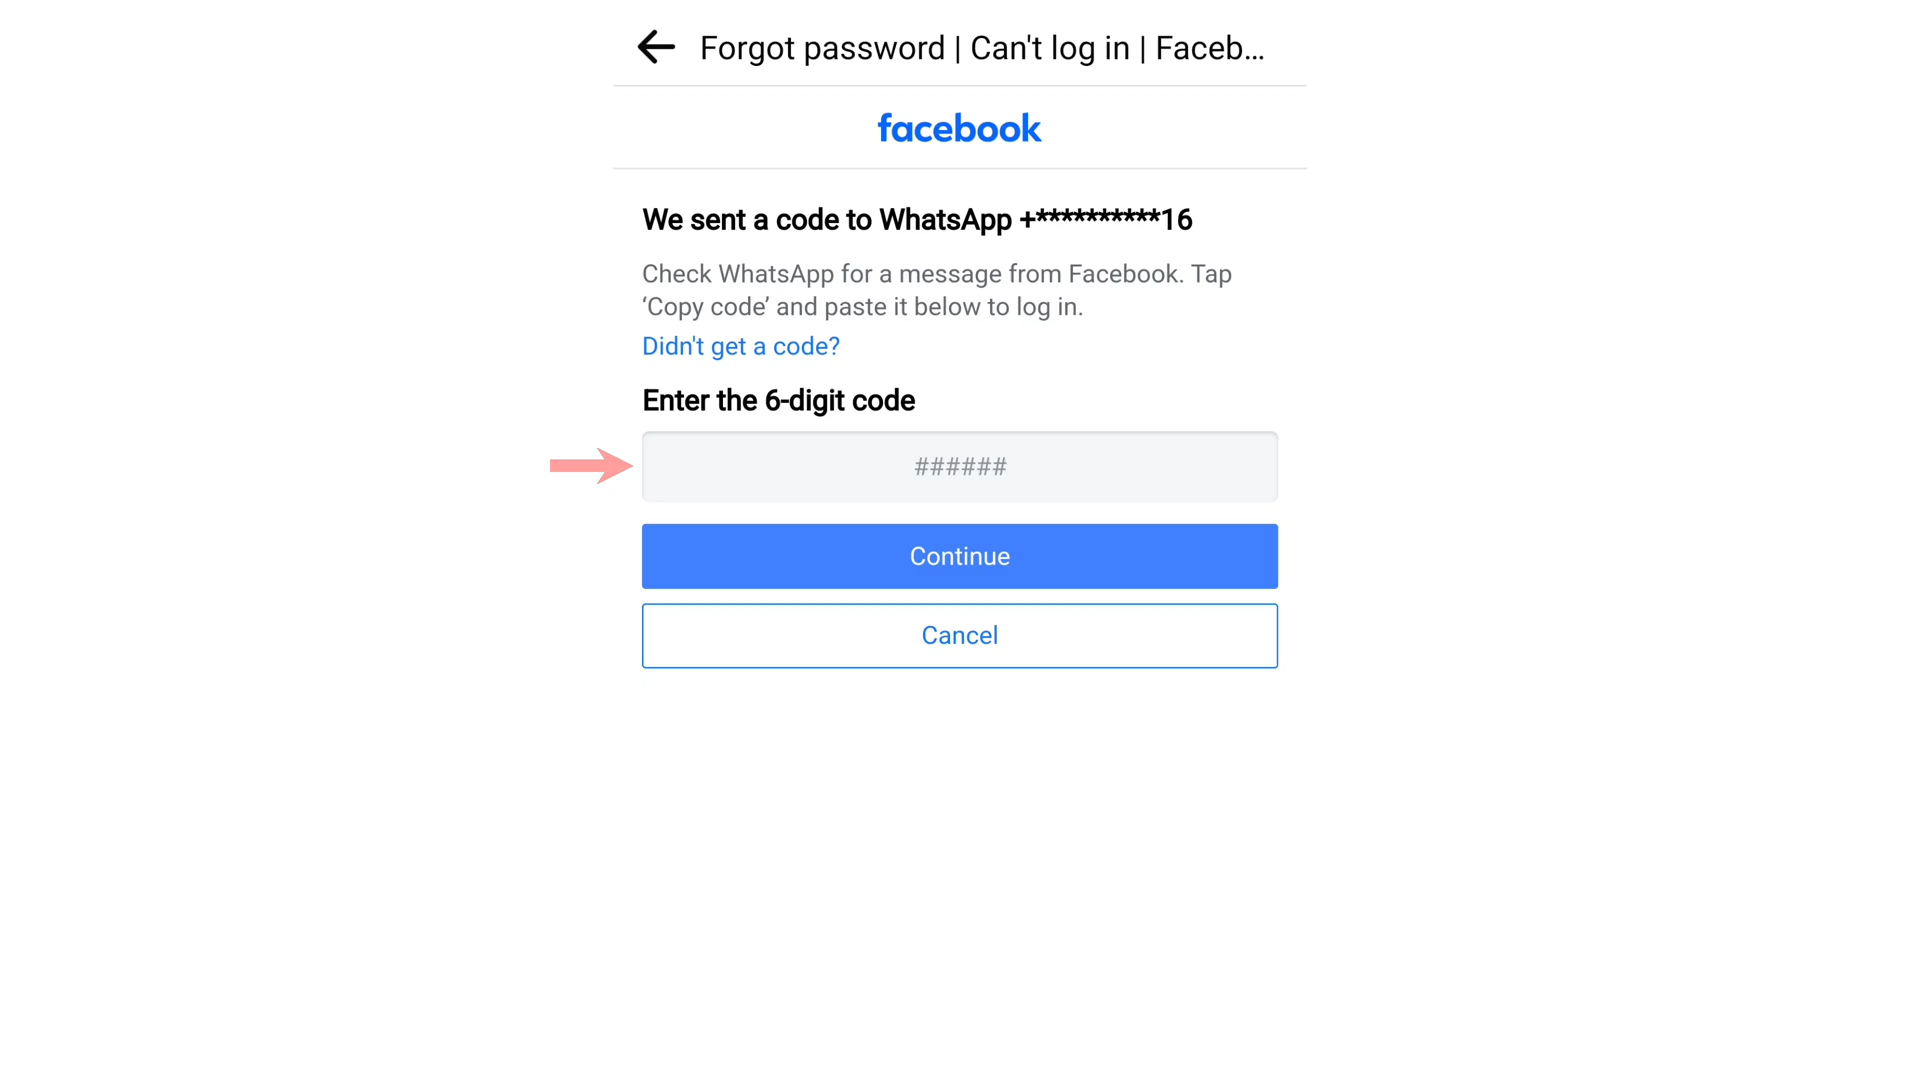 Forgot password | Can't log in | Faceb...
facebook
We sent a code to WhatsApp +**********16
Check WhatsApp for a message from Facebook. Tap
‘Copy code’ and paste it below to log in.
Didn't get a code?
Enter the 6-digit code
######
Continue
Cancel